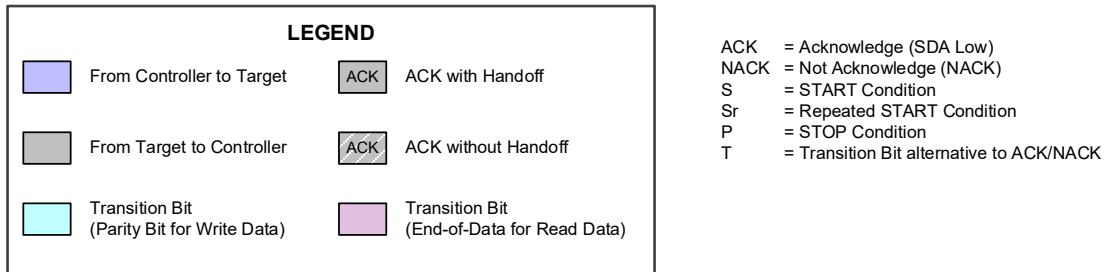 LEGEND
From Controller to Target
ACK
ACK with Handoff
From Target to Controller
ACK
ACK without Handoff
Transition Bit
(Parity Bit for Write Data)
Transition Bit
(End-of-Data for Read Data)
ACK = Acknowledge (SDA Low)
NACK = Not Acknowledge (NACK)
S = START Condition
Sr = Repeated START Condition
P = STOP Condition
T = Transition Bit alternative to ACK/NACK